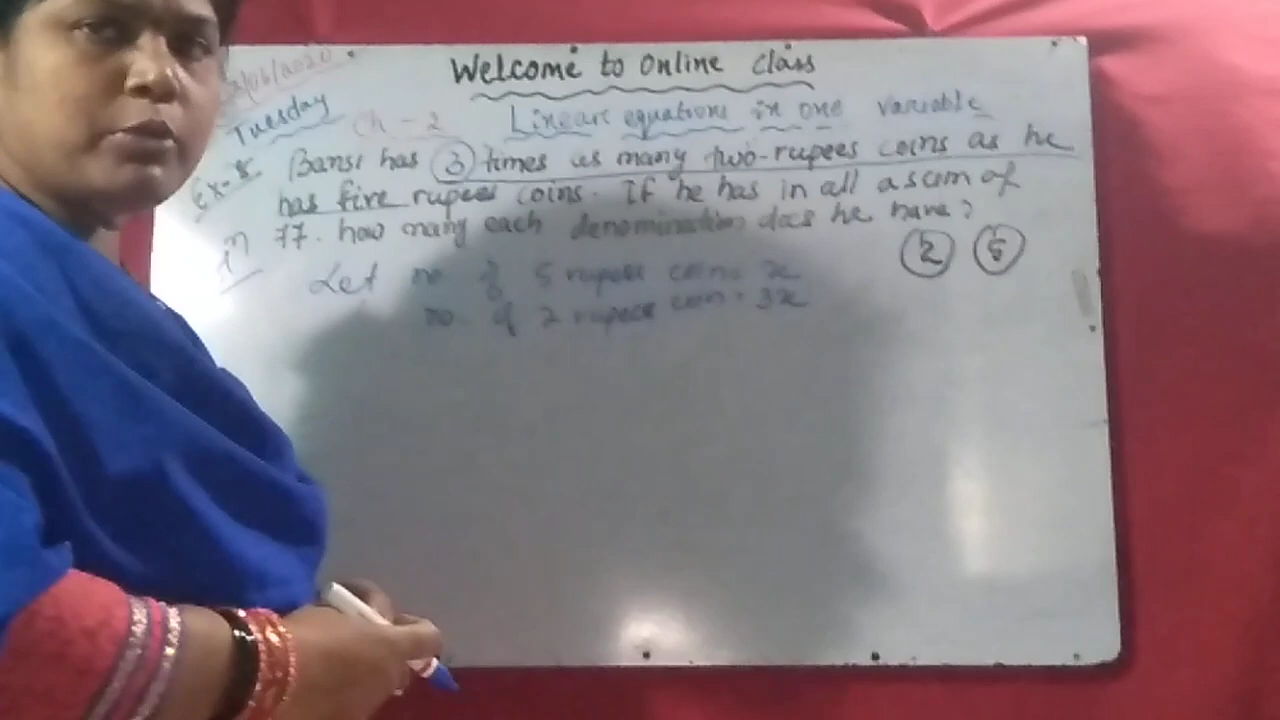 Welcome to Online class
/06/2020
Tuesday
Ch - 2 Linear equations in one variable
Ex- 8. Bansi has 3 times as many two-rupees coins as he
has five rupees coins. If he has in all a sum of
77. how many each denomination does he have?
2 5
Let no of 5 rupees coins x
no. of 2 rupees coin = 3x